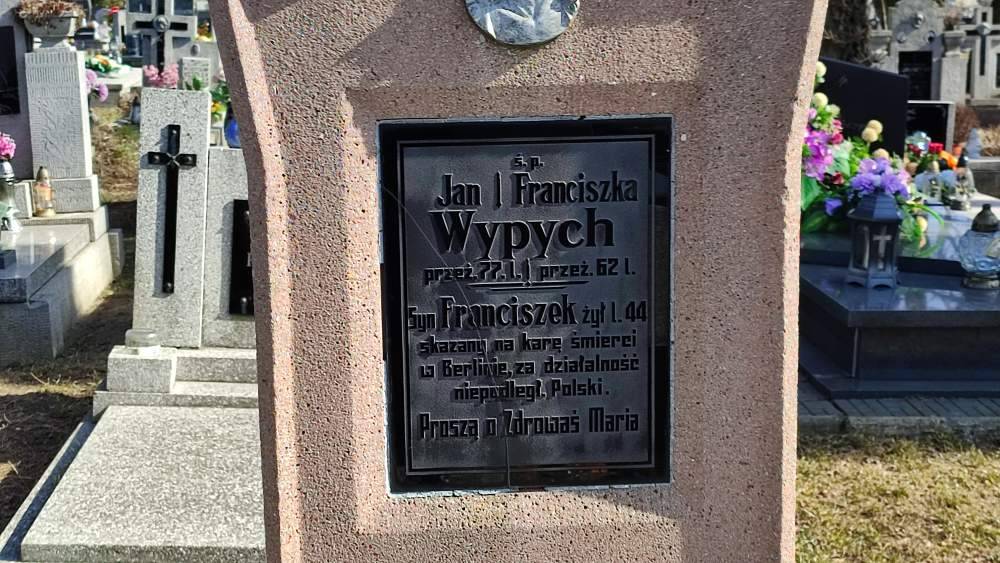 ś. p.
Jan | Franciszka
Wypych
przeż. 77. l. | przeż. 62 l.
Syn Franciszek żył l. 44
skazany na karę śmierci
w Berlinie, za działalność
niepodległ. Polski.
Proszą o Zdrowaś Maria